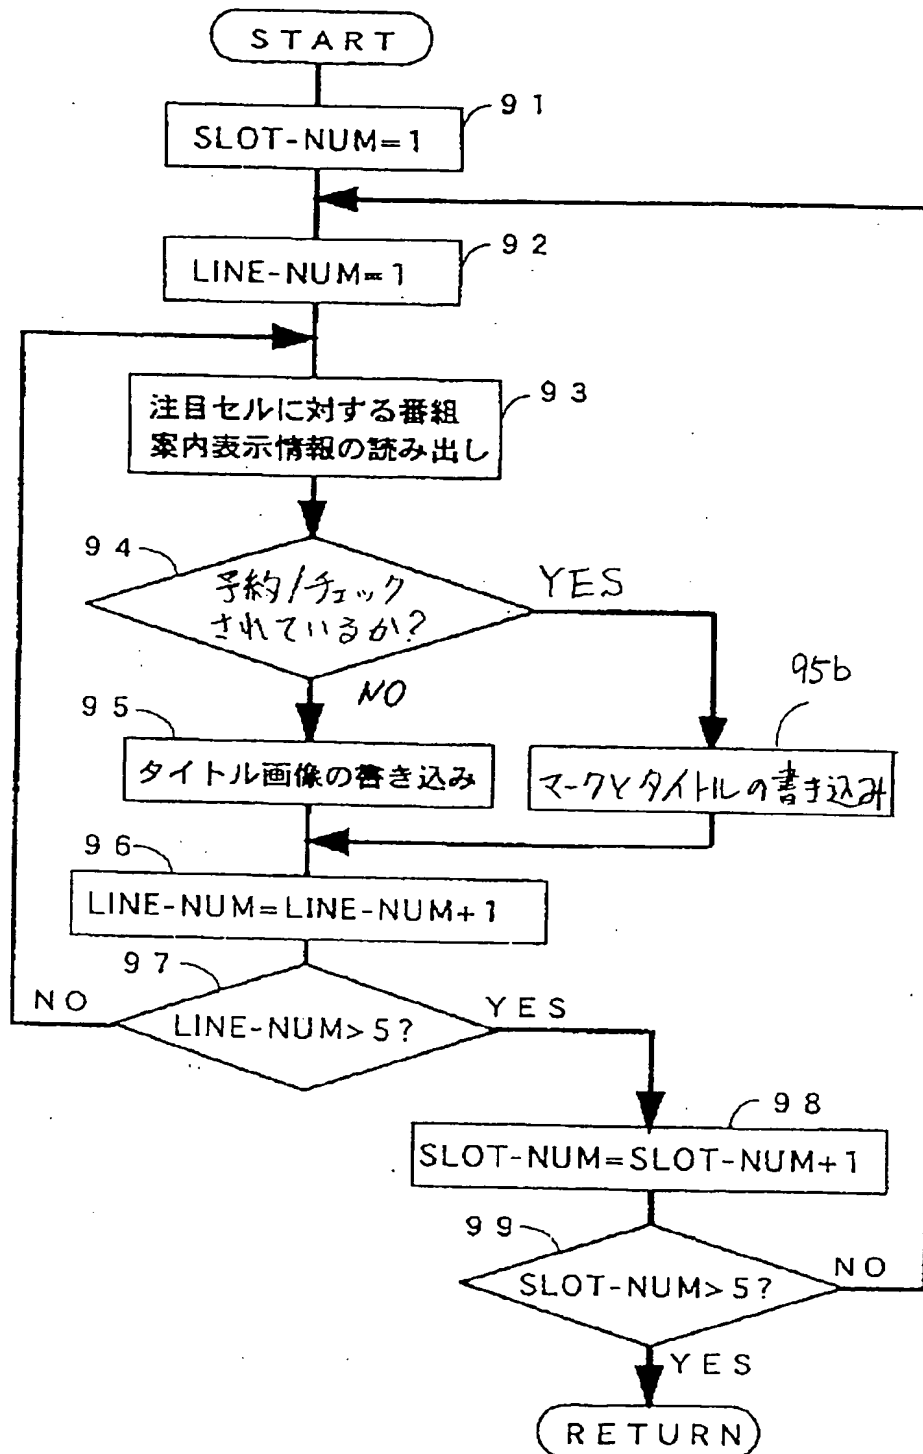 START
91
SLOT-NUM=1
92
LINE-NUM=1
93
注目セルに対する番組
案内表示情報の読み出し
94
予約/チェック
されているか?
YES
NO
95
タイトル画像の書き込み
95b
マークとタイトルの書き込み
96
LINE-NUM=LINE-NUM+1
97
LINE-NUM>5?
NO
YES
98
SLOT-NUM=SLOT-NUM+1
99
SLOT-NUM>5?
NO
YES
RETURN